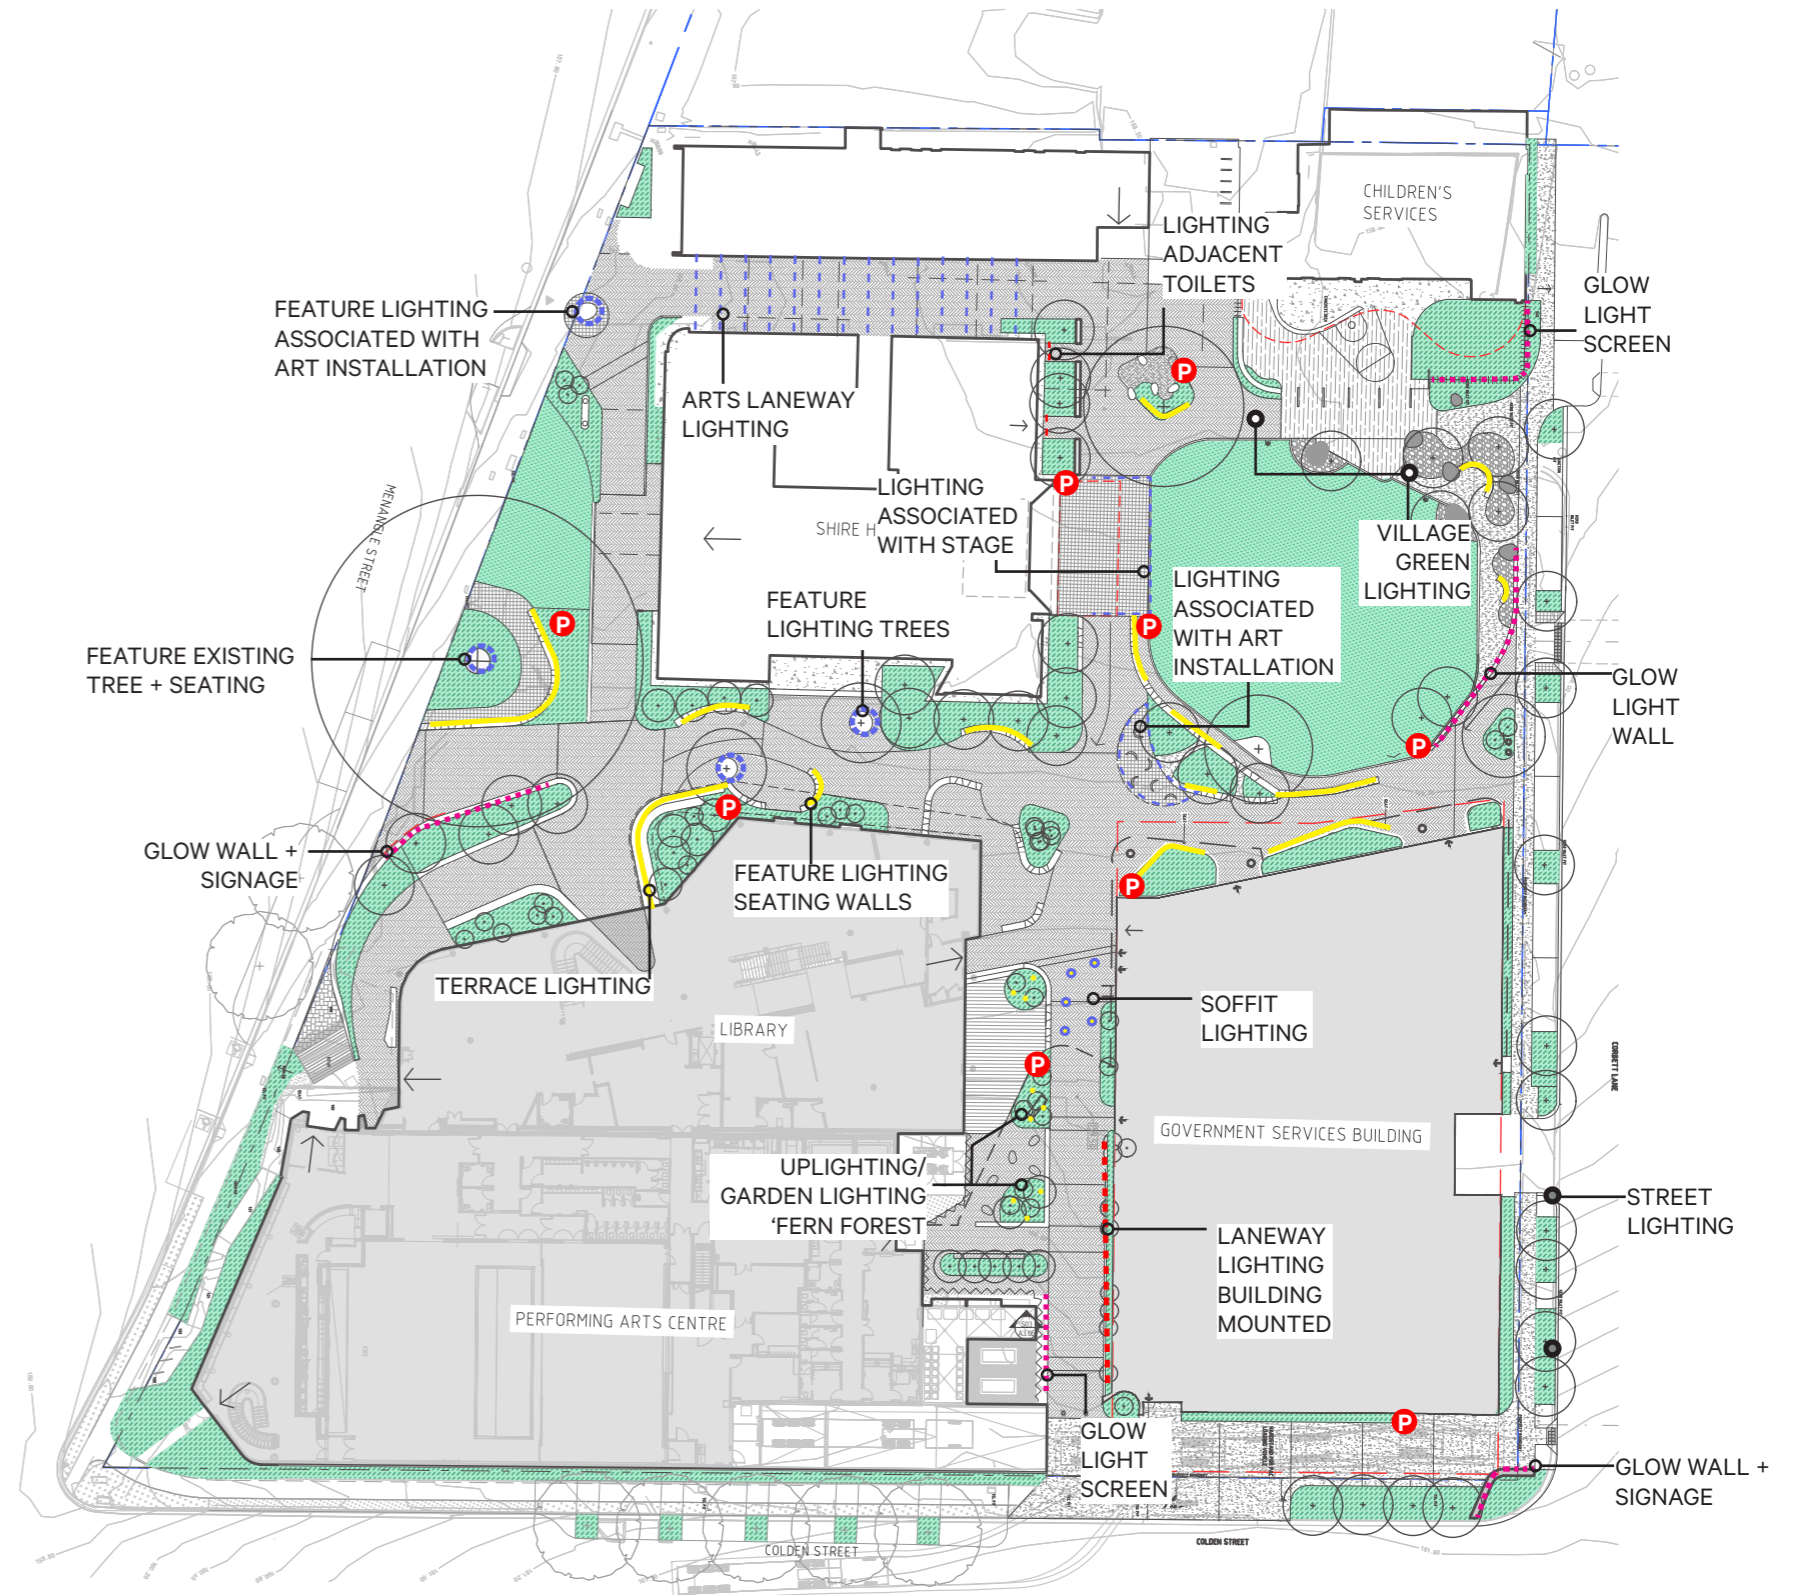 CHILDREN'S
SERVICES
LIGHTING
ADJACENT
TOILETS
GLOW
LIGHT
SCREEN
FEATURE LIGHTING
ASSOCIATED WITH
ART INSTALLATION
P
ARTS LANEWAY
LIGHTING
MENANGLE STREET
P
LIGHTING
ASSOCIATED
WITH STAGE
SHIRE H
VILLAGE
GREEN
LIGHTING
LIGHTING
ASSOCIATED
WITH ART
INSTALLATION
FEATURE
LIGHTING TREES
P
P
FEATURE EXISTING
TREE + SEATING
GLOW
LIGHT
WALL
P
P
GLOW WALL +
SIGNAGE
FEATURE LIGHTING
SEATING WALLS
P
TERRACE LIGHTING
SOFFIT
LIGHTING
LIBRARY
P
CORBETT LANE
GOVERNMENT SERVICES BUILDING
UPLIGHTING/
GARDEN LIGHTING
‘FERN FOREST
STREET
LIGHTING
LANEWAY
LIGHTING
BUILDING
MOUNTED
PERFORMING ARTS CENTRE
P
GLOW
LIGHT
SCREEN
GLOW WALL +
SIGNAGE
COLDEN STREET
COLDEN STREET